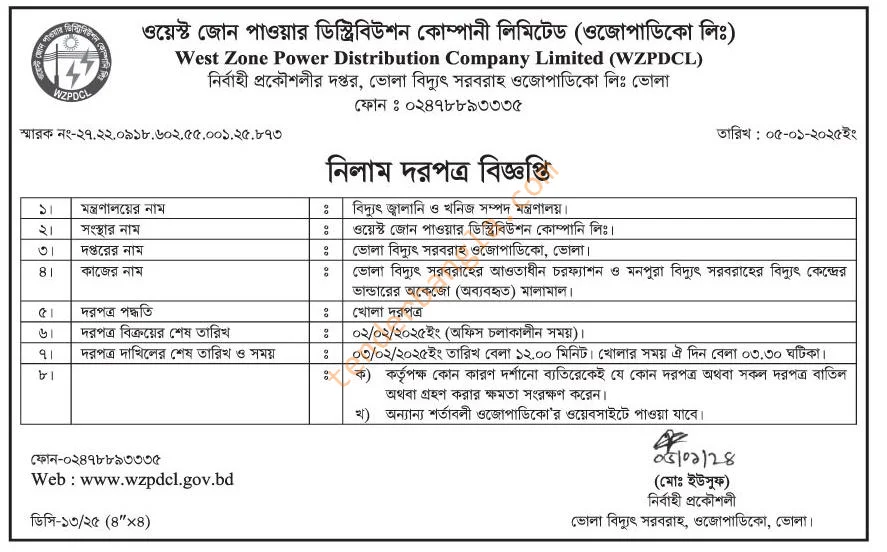 ওয়েস্ট জোন পাওয়ার ডিস্ট্রিবিউশন কোম্পানী লিমিটেড (ওজোপাডিকো লিঃ)
West Zone Power Distribution Company Limited (WZPDCL)
নির্বাহী প্রকৌশলীর দপ্তর, ভোলা বিদ্যুৎ সরবরাহ ওজোপাডিকো লিঃ ভোলা
ফোন ঃ ০২৪৭৮৮৯৩৩৩৫
ওয়েস্ট জোন পাওয়ার ডিস্ট্রিবিউশন কোম্পানি লিঃ
WZPDCL
স্মারক নং-২৭.২২.০৯১৮.৬০২.৫৫.০০১.২৫.৮৭৩ তারিখ : ০৫-০১-২০২৫ইং
নিলাম দরপত্র বিজ্ঞপ্তি
১। মন্ত্রণালয়ের নাম ঃ বিদ্যুৎ জ্বালানি ও খনিজ সম্পদ মন্ত্রণালয়।
২। সংস্থার নাম ঃ ওয়েস্ট জোন পাওয়ার ডিস্ট্রিবিউশন কোম্পানি লিঃ।
৩। দপ্তরের নাম ঃ ভোলা বিদ্যুৎ সরবরাহ ওজোপাডিকো, ভোলা।
৪। কাজের নাম ঃ ভোলা বিদ্যুৎ সরবরাহের আওতাধীন চরফ্যাশন ও মনপুরা বিদ্যুৎ সরবরাহের বিদ্যুৎ কেন্দ্রের
ভান্ডারের অকেজো (অব্যবহৃত) মালামাল।
৫। দরপত্র পদ্ধতি ঃ খোলা দরপত্র
৬। দরপত্র বিক্রয়ের শেষ তারিখ ঃ ০২/০২/২০২৫ইং (অফিস চলাকালীন সময়)।
৭। দরপত্র দাখিলের শেষ তারিখ ও সময় ঃ ০৩/০২/২০২৫ইং তারিখ বেলা ১২.০০ মিনিট। খোলার সময় ঐ দিন বেলা ০৩.৩০ ঘটিকা।
৮। ঃ ক) কর্তৃপক্ষ কোন কারণ দর্শানো ব্যতিরেকেই যে কোন দরপত্র অথবা সকল দরপত্র বাতিল
অথবা গ্রহণ করার ক্ষমতা সংরক্ষণ করেন।
খ) অন্যান্য শর্তাবলী ওজোপাডিকো'র ওয়েবসাইটে পাওয়া যাবে।
tenderbangla.com
ফোন-০২৪৭৮৮৯৩৩৩৫
Web : www.wzpdcl.gov.bd
ডিসি-১৩/২৫ (৪″×৪)
০৫/০১/২৪
(মোঃ ইউসুফ)
নির্বাহী প্রকৌশলী
ভোলা বিদ্যুৎ সরবরাহ, ওজোপাডিকো, ভোলা।